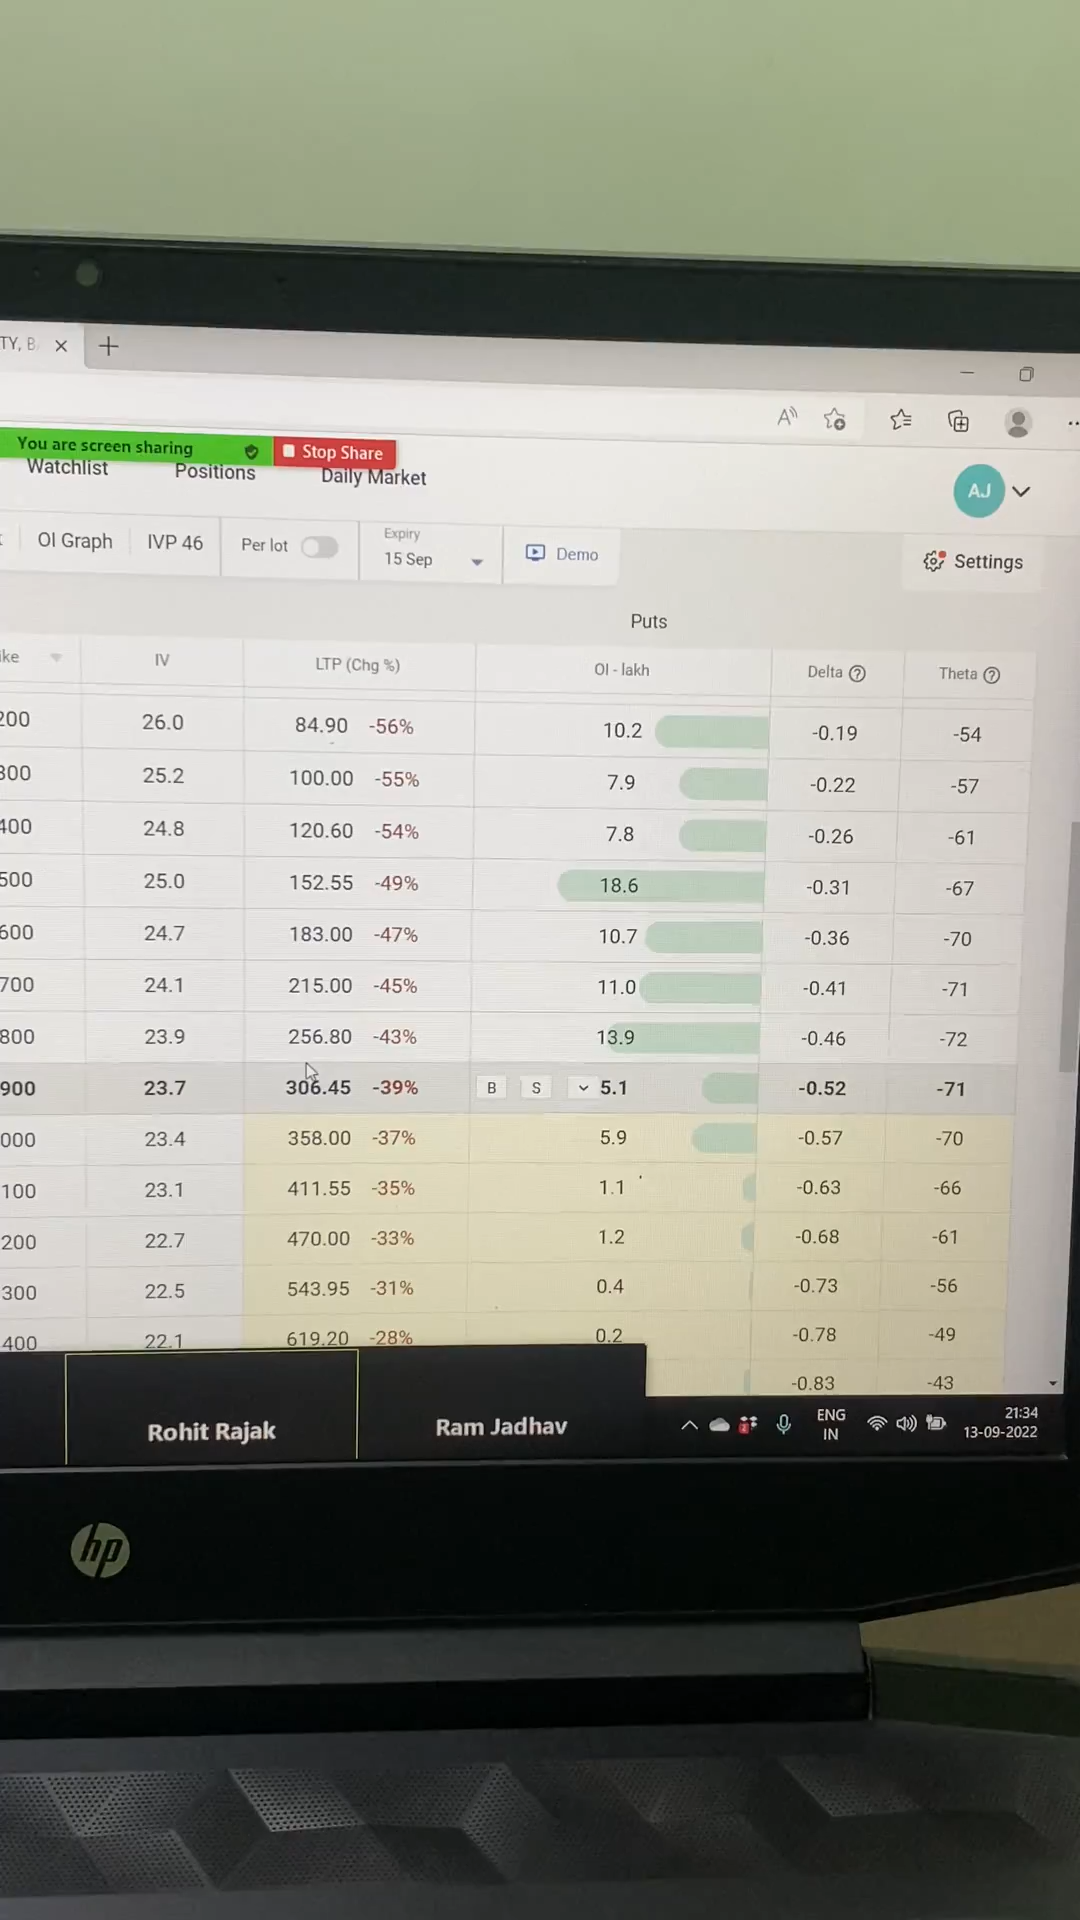 TY, B
You are screen sharing Stop Share
Watchlist Positions Daily Market
AJ
OI Graph IVP 46 Per lot Expiry 15 Sep Demo Settings
Puts
ike IV LTP (Chg %) OI - lakh Delta Theta
200 26.0 84.90 -56% 10.2 -0.19 -54
300 25.2 100.00 -55% 7.9 -0.22 -57
400 24.8 120.60 -54% 7.8 -0.26 -61
500 25.0 152.55 -49% 18.6 -0.31 -67
600 24.7 183.00 -47% 10.7 -0.36 -70
700 24.1 215.00 -45% 11.0 -0.41 -71
800 23.9 256.80 -43% 13.9 -0.46 -72
900 23.7 306.45 -39% B S 5.1 -0.52 -71
000 23.4 358.00 -37% 5.9 -0.57 -70
100 23.1 411.55 -35% 1.1 -0.63 -66
200 22.7 470.00 -33% 1.2 -0.68 -61
300 22.5 543.95 -31% 0.4 -0.73 -56
400 22.1 619.20 -28% 0.2 -0.78 -49
-0.83 -43
Rohit Rajak Ram Jadhav
ENG 21:34
IN 13-09-2022
hp